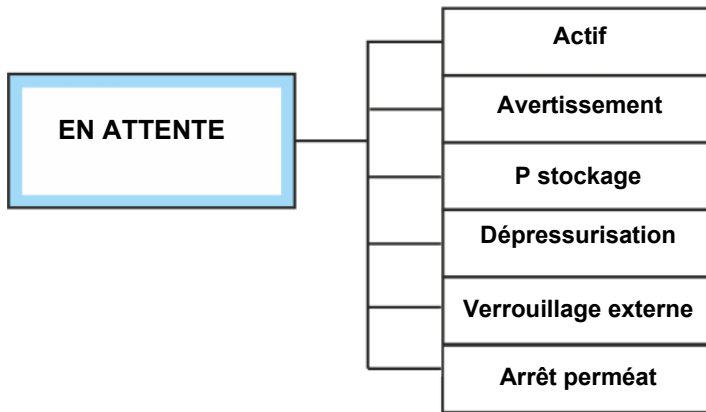 EN ATTENTE
Actif
Avertissement
P stockage
Dépressurisation
Verrouillage externe
Arrêt perméat